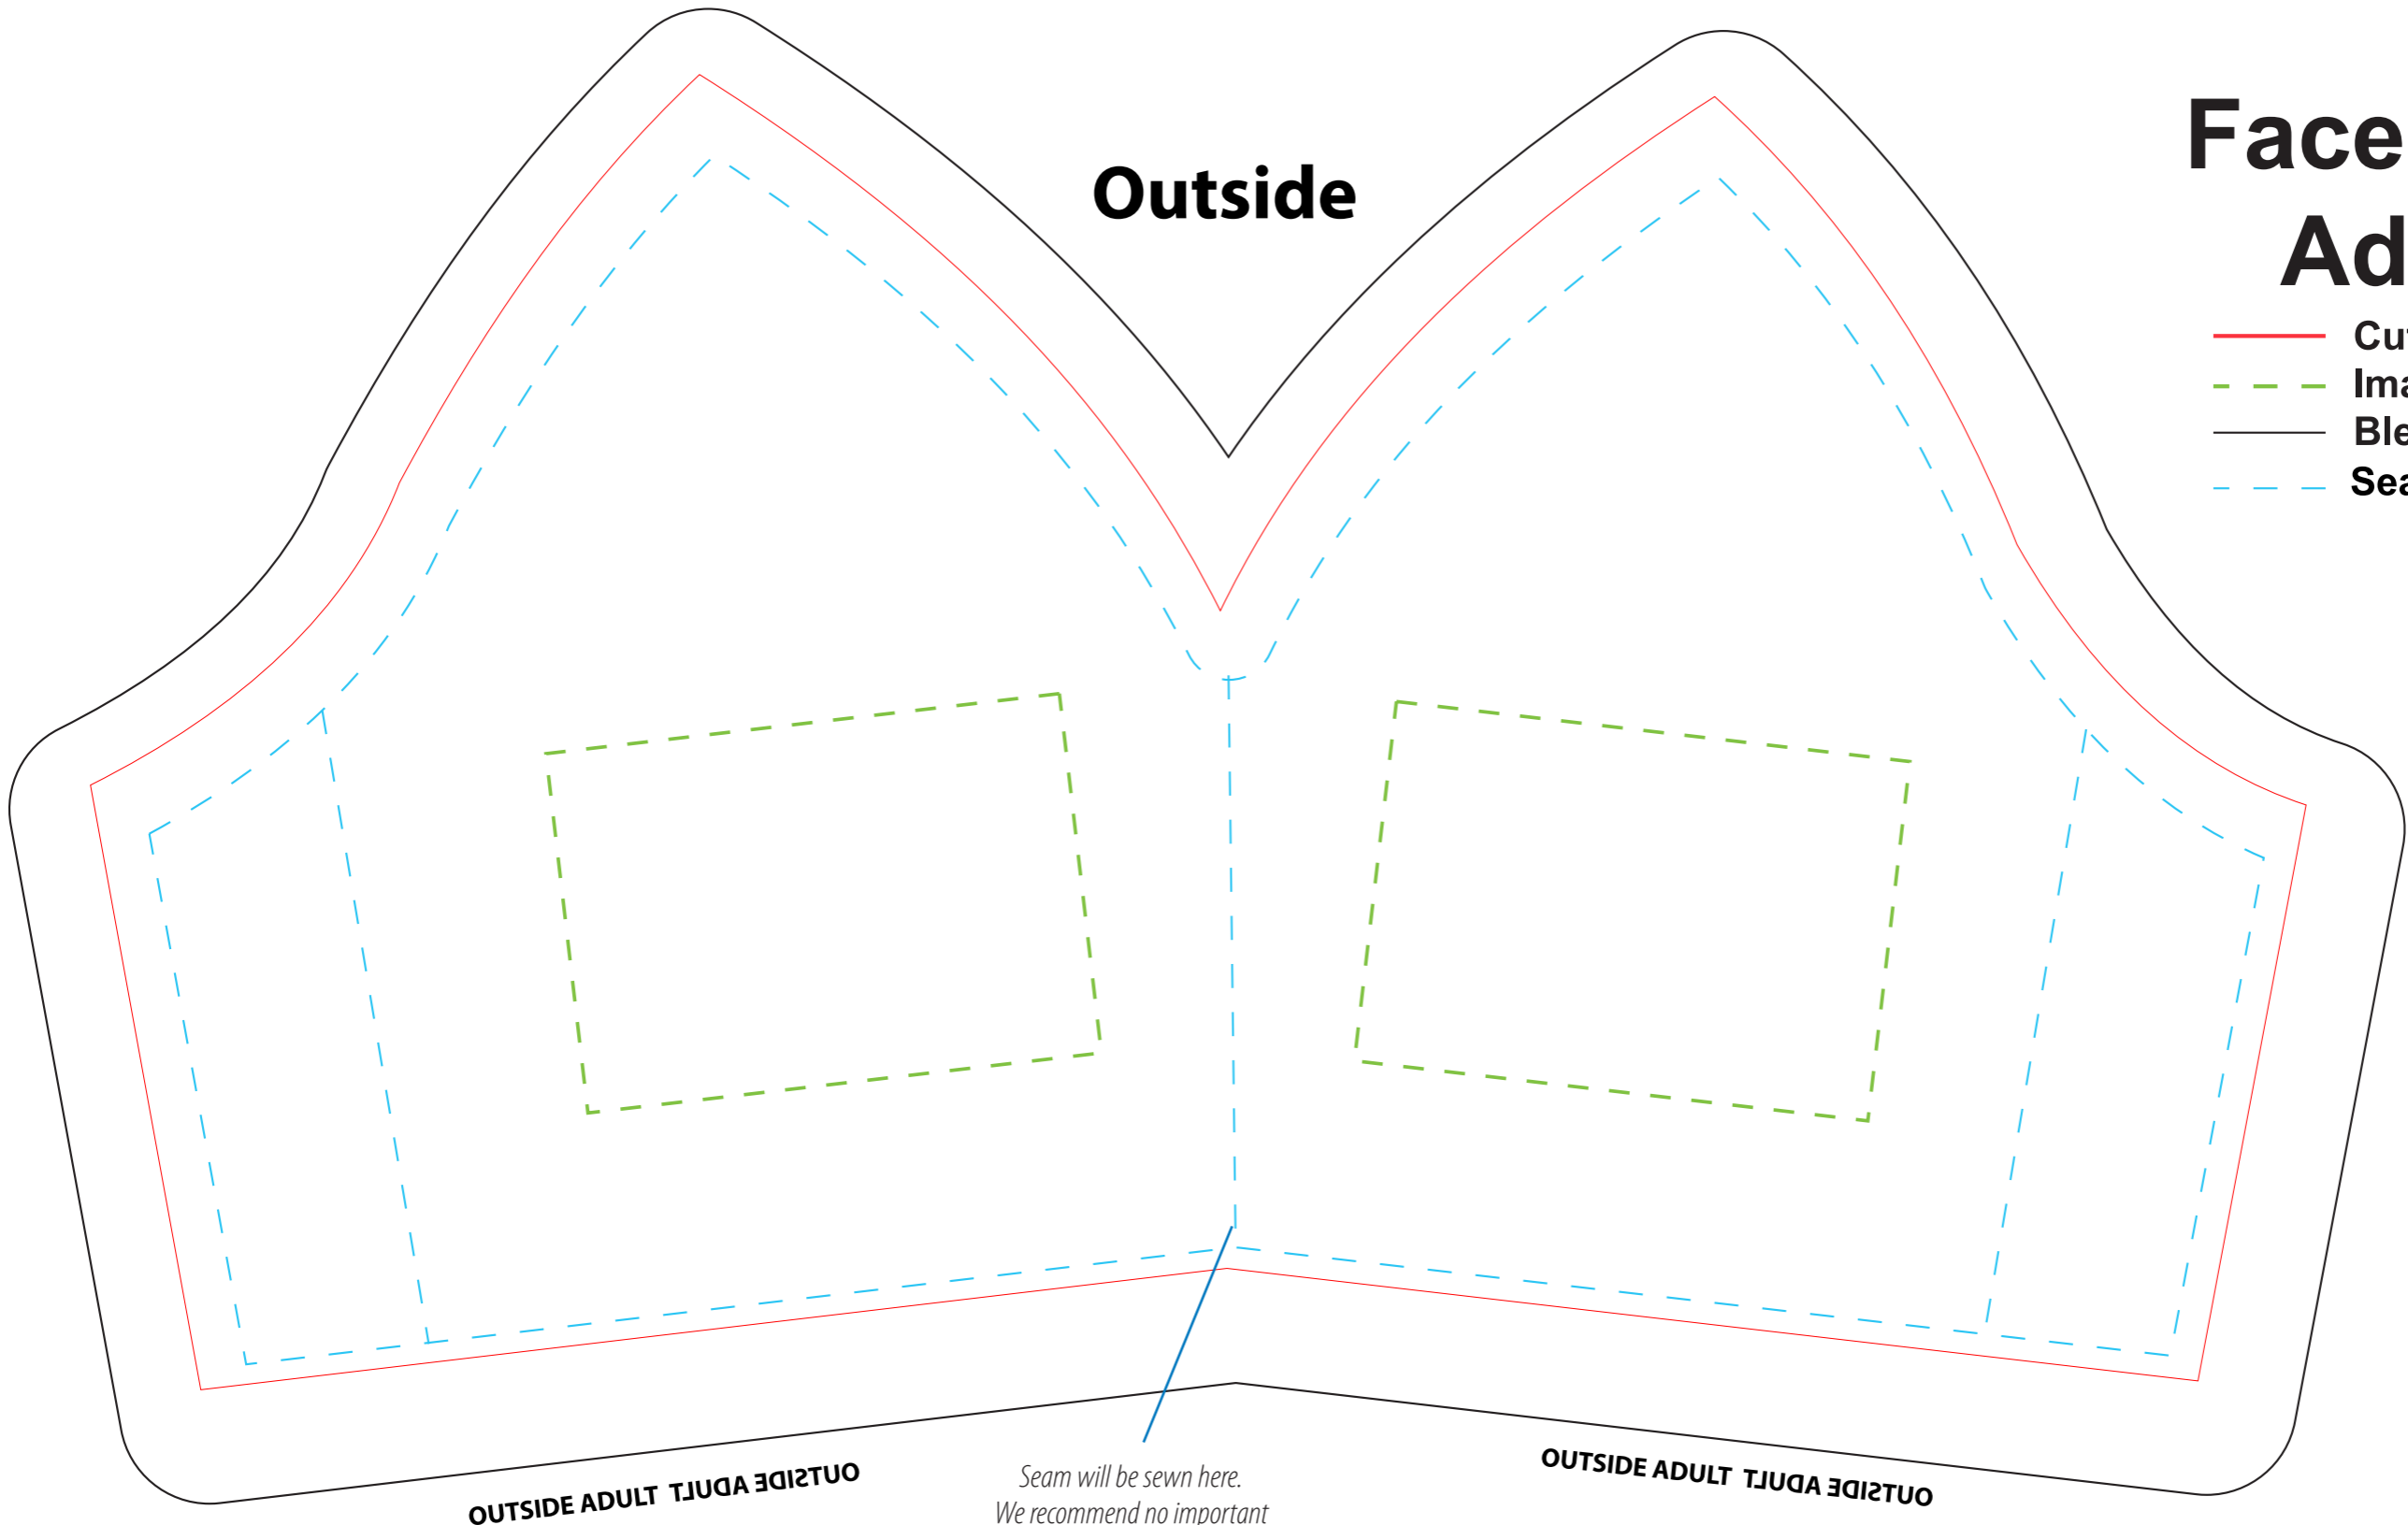 Outside
Face
Ad
Cut
Ima
Ble
Sea
OUTSIDE ADULT OUTSIDE ADULT
Seam will be sewn here.
We recommend no important
OUTSIDE ADULT OUTSIDE ADULT